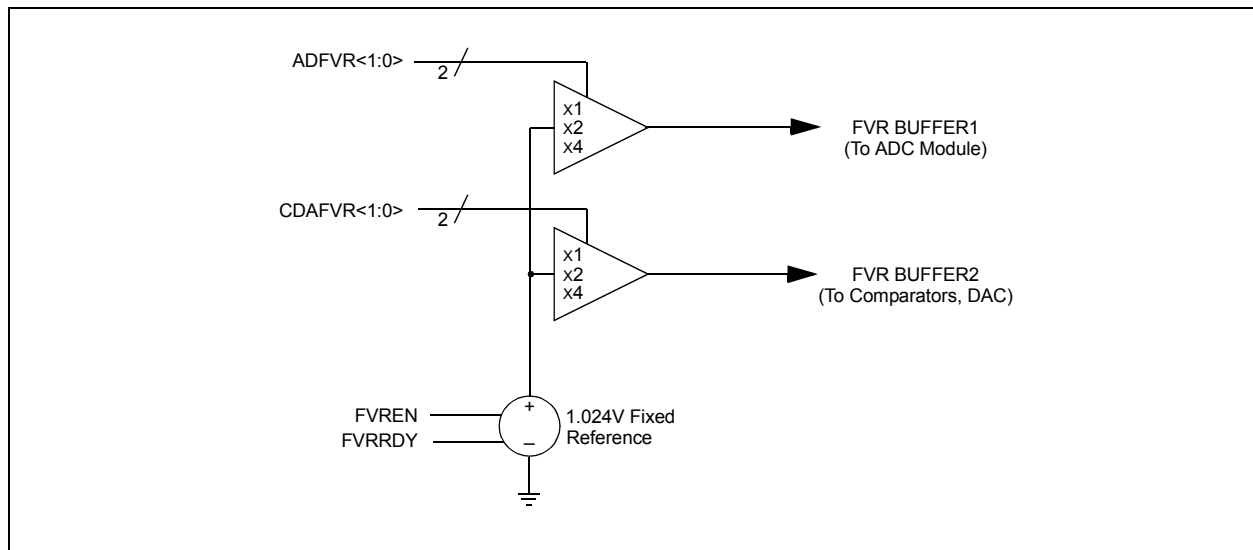 ADFVR<1:0>
2
X1
X2
X4
FVR BUFFER1
(To ADC Module)
CDAFVR<1:0>
2
X1
X2
X4
FVR BUFFER2
(To Comparators, DAC)
FVREN
FVRRDY
+
–
1.024V Fixed
Reference